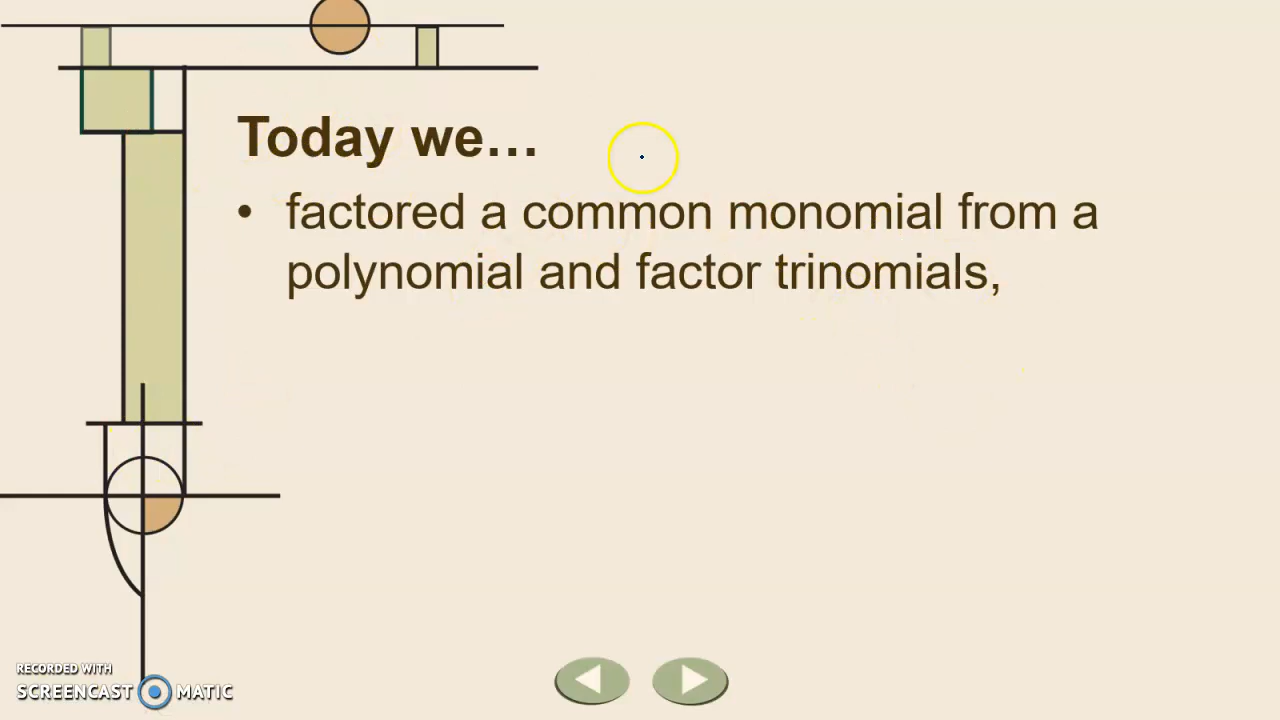 Today we…
• factored a common monomial from a
polynomial and factor trinomials,
RECORDED WITH
SCREENCAST MATIC